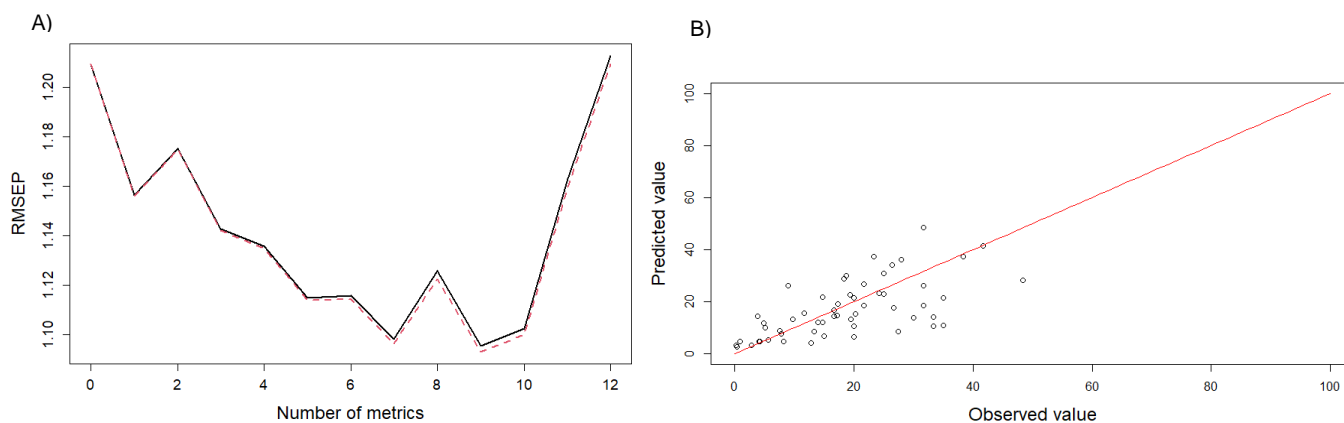 A)
RMSEP
1.20
1.18
1.16
1.14
1.12
1.10
0 2 4 6 8 10 12
Number of metrics
B)
Predicted value
100
80
60
40
20
0
0 20 40 60 80 100
Observed value